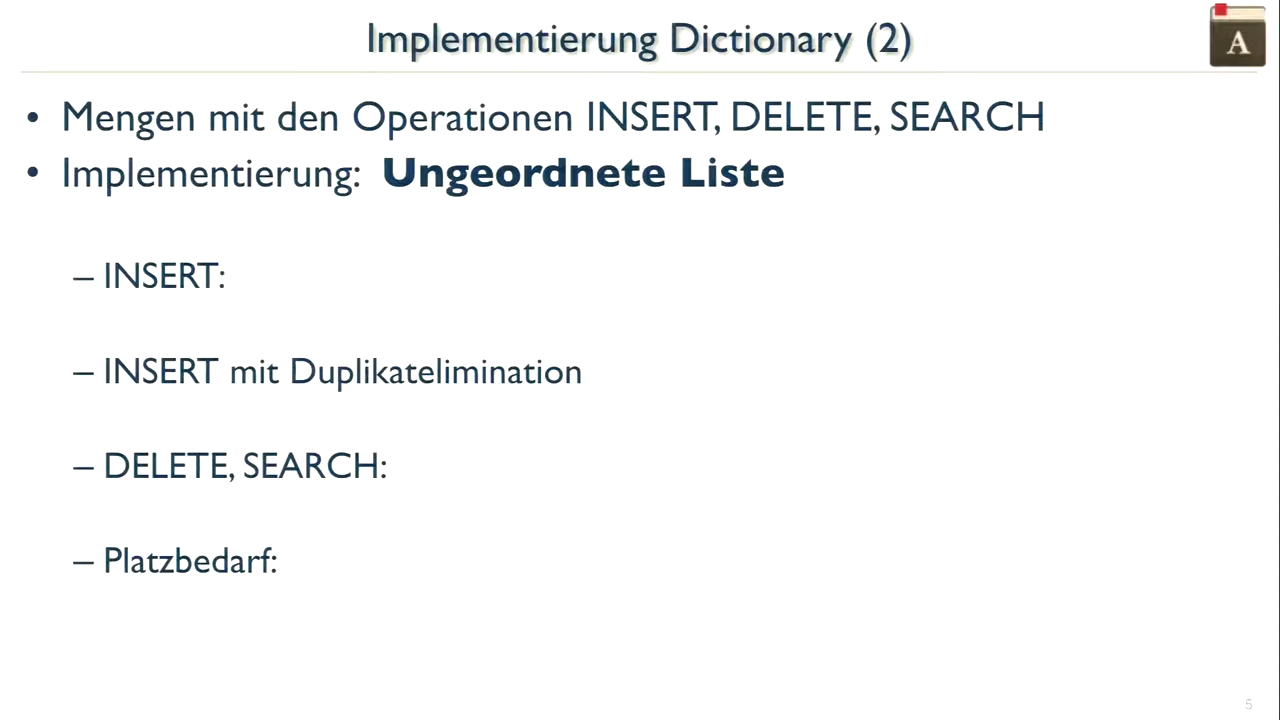 Implementierung Dictionary (2)
A
• Mengen mit den Operationen INSERT, DELETE, SEARCH
• Implementierung: Ungeordnete Liste
– INSERT:
– INSERT mit Duplikatelimination
– DELETE, SEARCH:
– Platzbedarf:
5